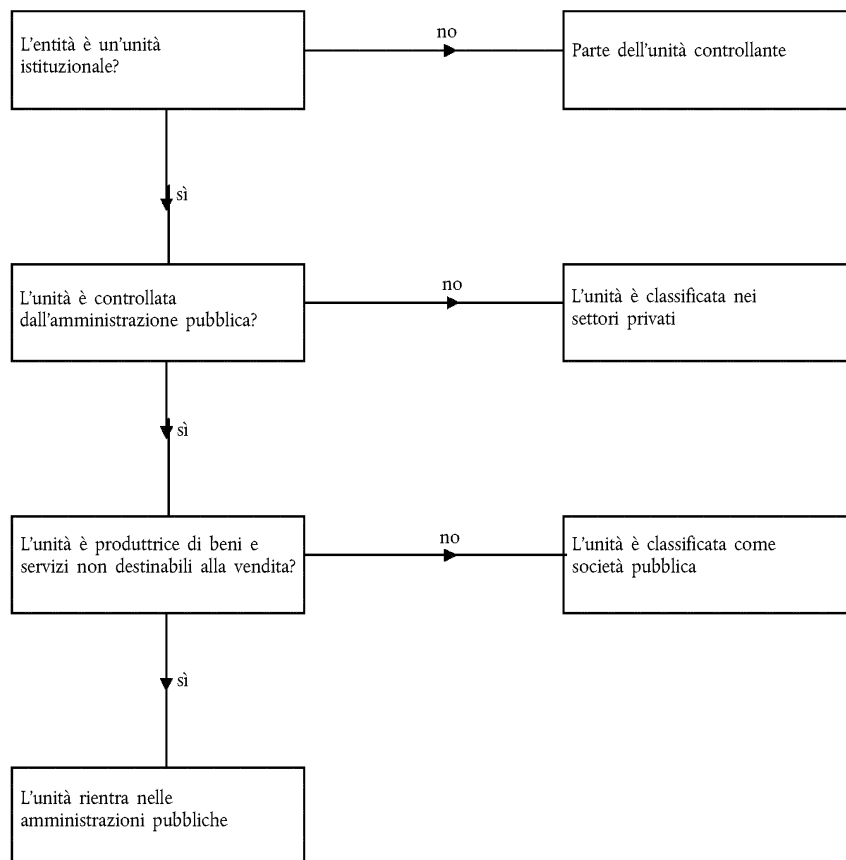 L'entità è un'unità
istituzionale?
no
Parte dell'unità controllante
sì
L'unità è controllata
dall'amministrazione pubblica?
no
L'unità è classificata nei
settori privati
sì
L'unità è produttrice di beni e
servizi non destinabili alla vendita?
no
L'unità è classificata come
società pubblica
sì
L'unità rientra nelle
amministrazioni pubbliche